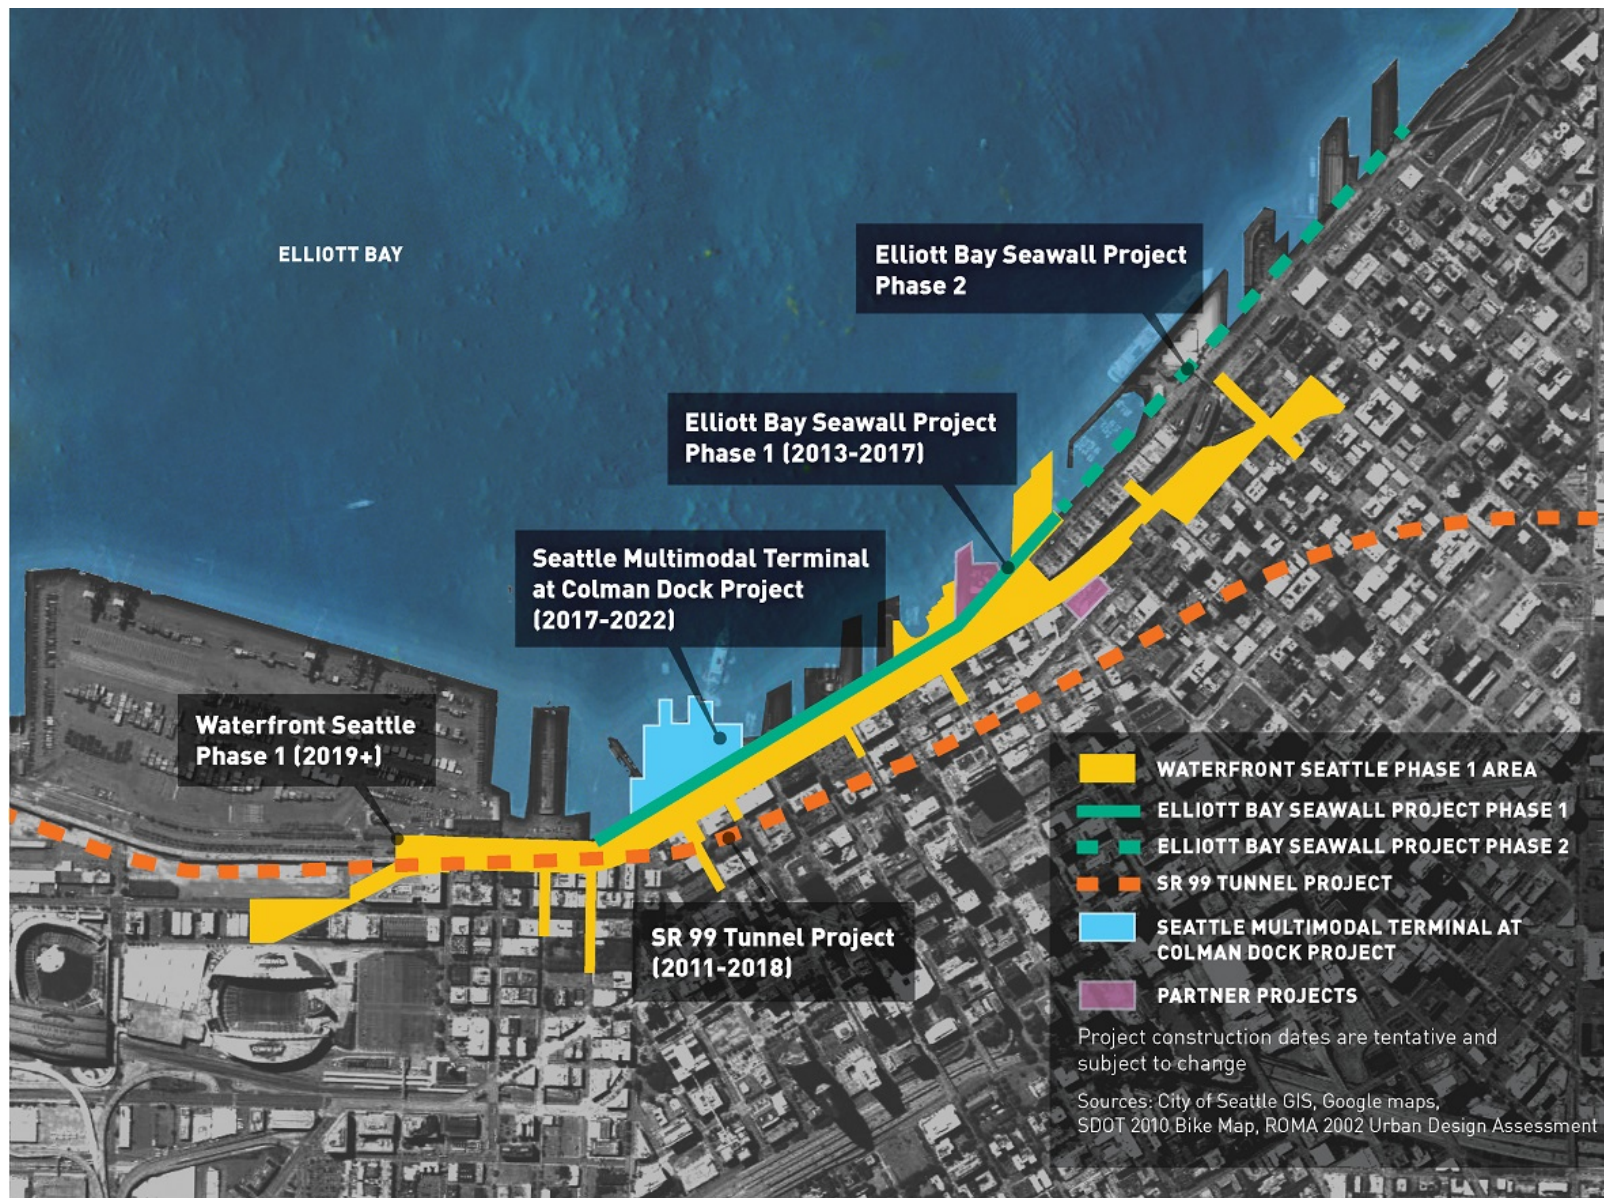 ELLIOTT BAY
Elliott Bay Seawall Project
Phase 2
Elliott Bay Seawall Project
Phase 1 (2013-2017)
Seattle Multimodal Terminal
at Colman Dock Project
(2017-2022)
Waterfront Seattle
Phase 1 (2019+)
SR 99 Tunnel Project
(2011-2018)
WATERFRONT SEATTLE PHASE 1 AREA
ELLIOTT BAY SEAWALL PROJECT PHASE 1
ELLIOTT BAY SEAWALL PROJECT PHASE 2
SR 99 TUNNEL PROJECT
SEATTLE MULTIMODAL TERMINAL AT
COLMAN DOCK PROJECT
PARTNER PROJECTS
Project construction dates are tentative and
subject to change
Sources: City of Seattle GIS, Google maps,
SDOT 2010 Bike Map, ROMA 2002 Urban Design Assessment